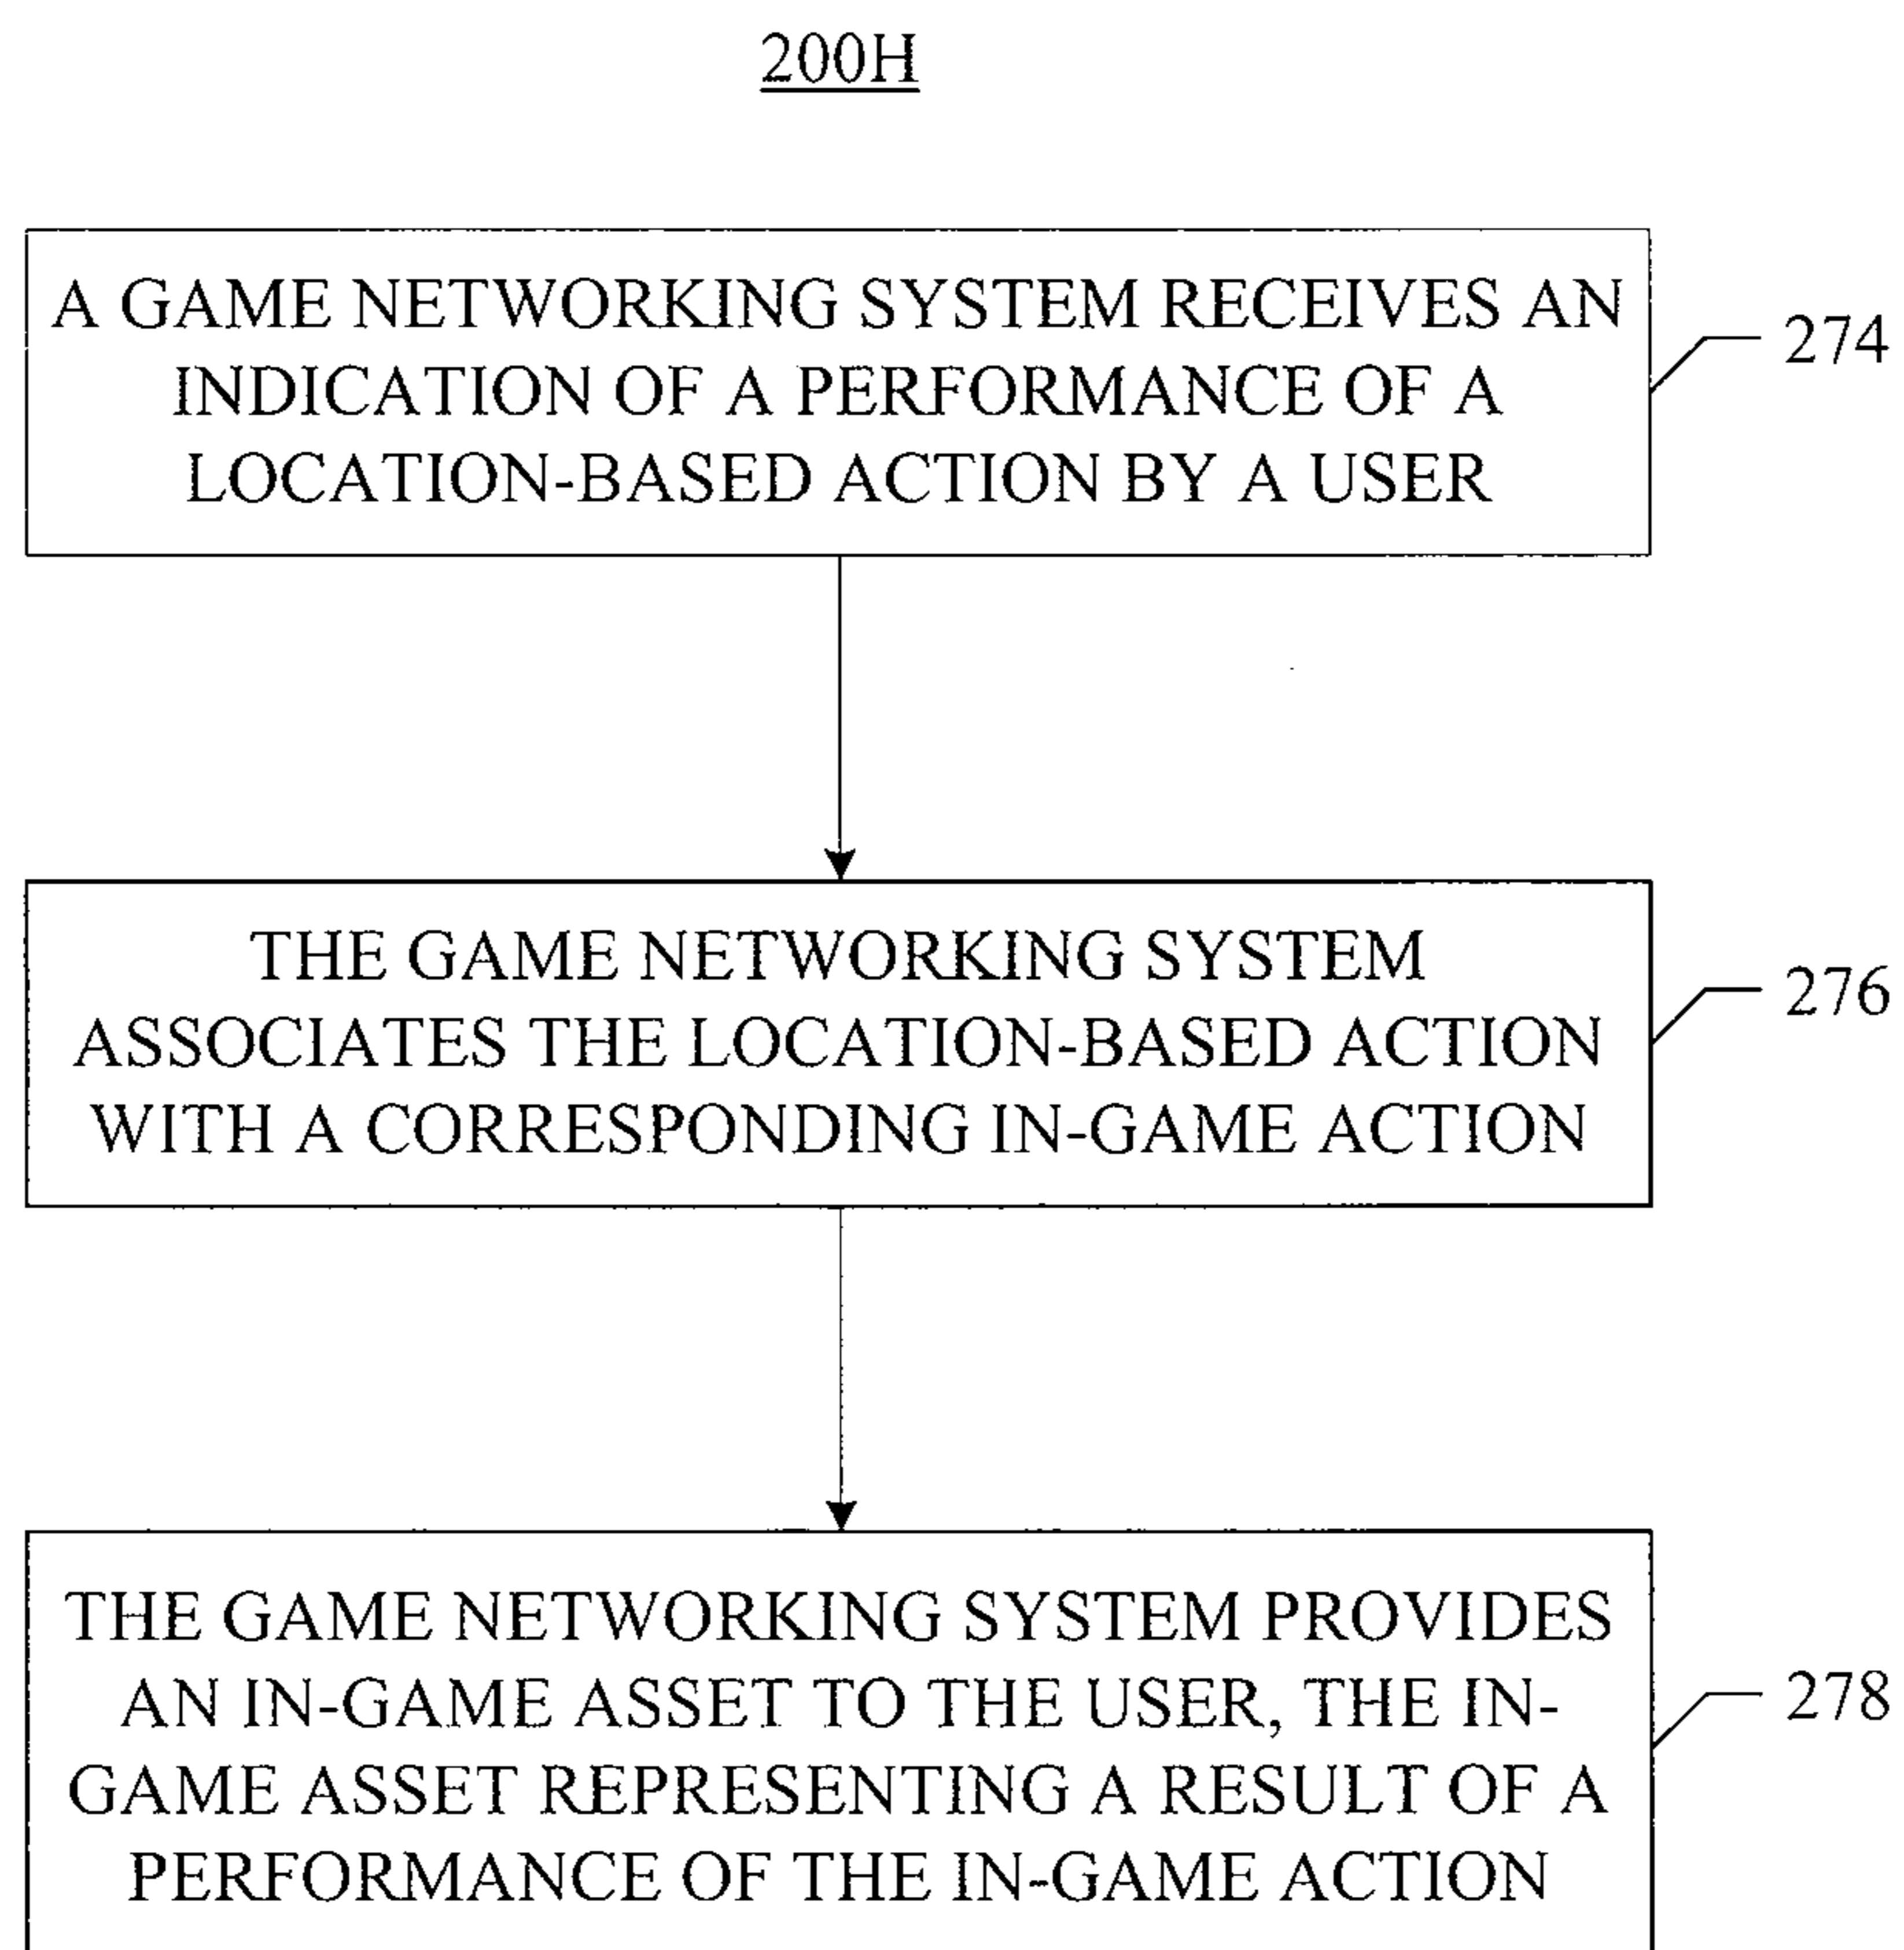 200H
A GAME NETWORKING SYSTEM RECEIVES AN
INDICATION OF A PERFORMANCE OF A
LOCATION-BASED ACTION BY A USER
274
THE GAME NETWORKING SYSTEM
ASSOCIATES THE LOCATION-BASED ACTION
WITH A CORRESPONDING IN-GAME ACTION
276
THE GAME NETWORKING SYSTEM PROVIDES
AN IN-GAME ASSET TO THE USER, THE IN-
GAME ASSET REPRESENTING A RESULT OF A
PERFORMANCE OF THE IN-GAME ACTION
278